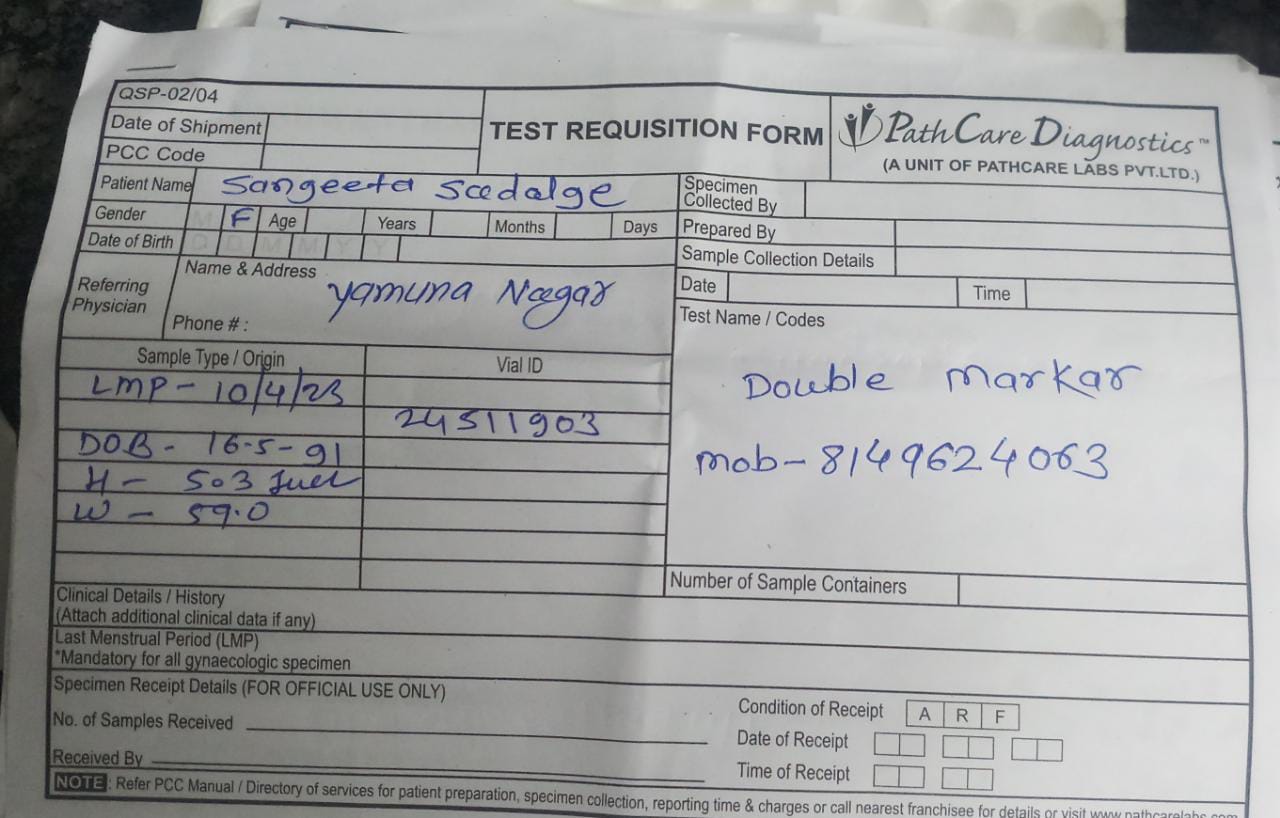 QSP-02/04
Date of Shipment
PCC Code
TEST REQUISITION FORM
PathCare Diagnostics™
(A UNIT OF PATHCARE LABS PVT.LTD.)
Patient Name Sangeeta Sadalge
Gender M F Age Years Months Days
Date of Birth D D M M Y Y
Referring Physician
Name & Address Yamuna Nagar
Phone # :
Specimen Collected By
Prepared By
Sample Collection Details
Date Time
Test Name / Codes
Double Markar
mob - 8149624063
Sample Type / Origin Vial ID
LMP - 10/4/23
24511903
DOB - 16-5-91
H - 503
W - 59.0
Number of Sample Containers
Clinical Details / History
(Attach additional clinical data if any)
Last Menstrual Period (LMP)
*Mandatory for all gynaecologic specimen
Specimen Receipt Details (FOR OFFICIAL USE ONLY)
No. of Samples Received
Received By
Condition of Receipt A R F
Date of Receipt
Time of Receipt
NOTE : Refer PCC Manual / Directory of services for patient preparation, specimen collection, reporting time & charges or call nearest franchisee for details or visit www.pathcarelabs.com